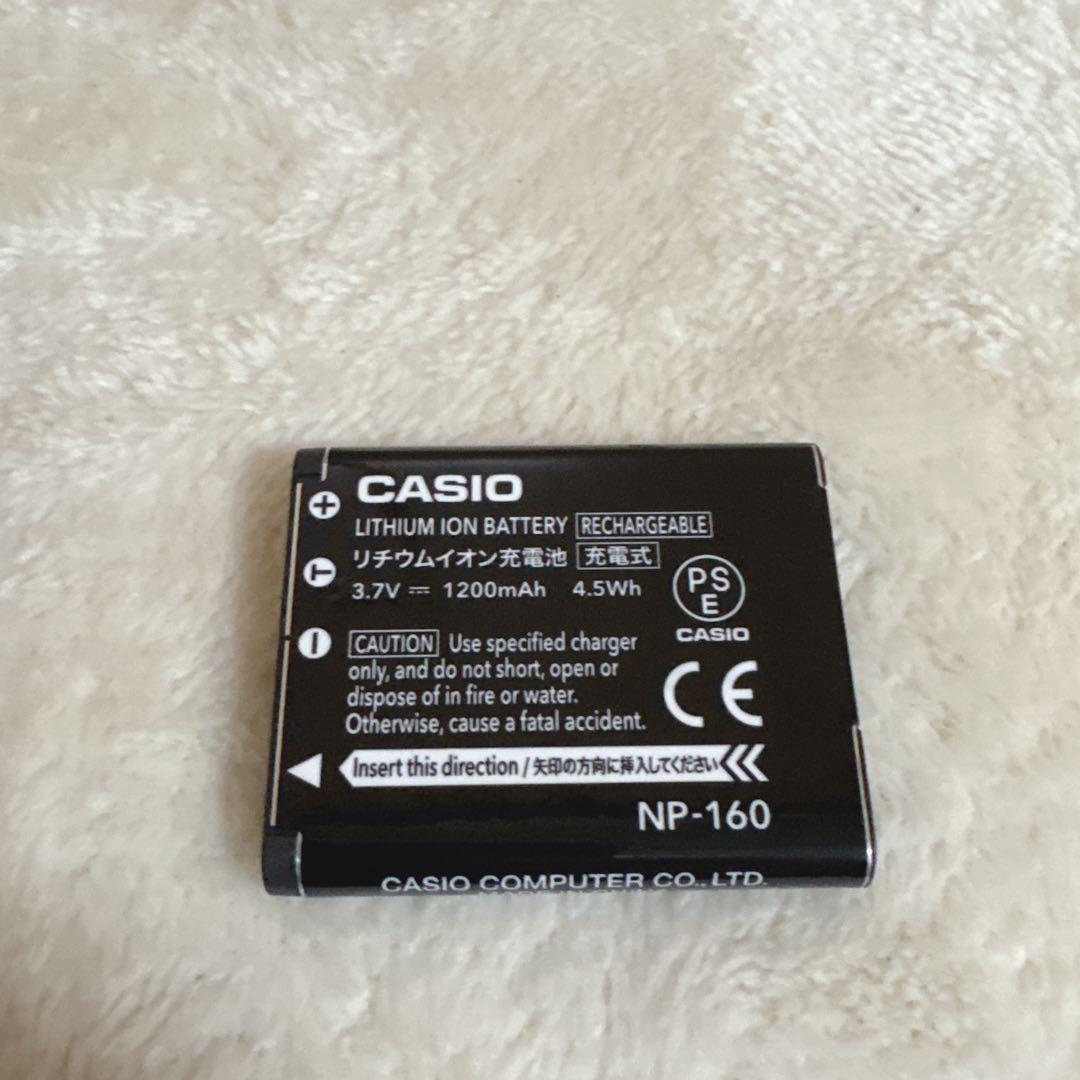 CASIO
LITHIUM ION BATTERY RECHARGEABLE
リチウムイオン充電池 充電式
3.7V ⎓ 1200mAh 4.5Wh
+
T
−
PS
E
CASIO
CAUTION Use specified charger
only, and do not short, open or
dispose of in fire or water.
Otherwise, cause a fatal accident.
CE
Insert this direction / 矢印の方向に挿入してください
NP-160
CASIO COMPUTER CO., LTD.